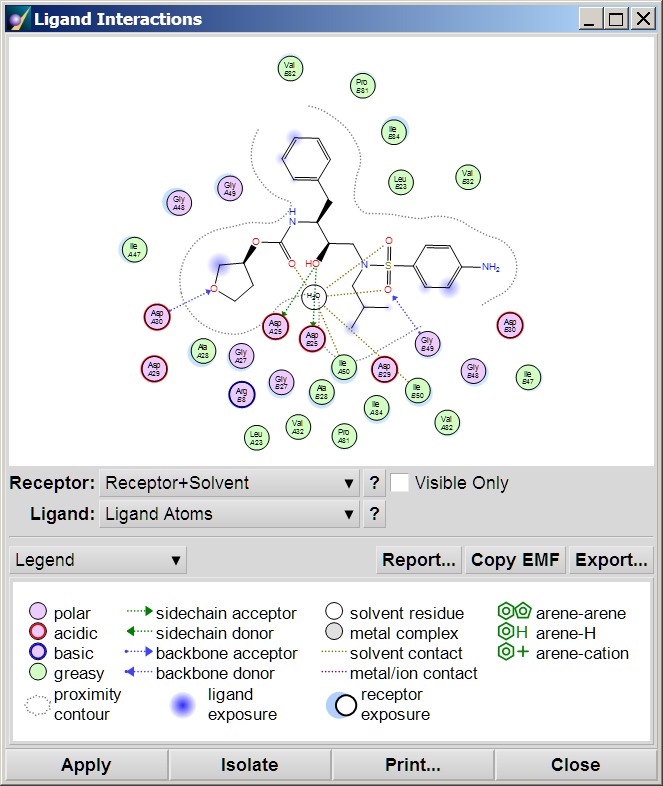 Ligand Interactions
Val
B82
Pro
B81
Ile
B84
Leu
B23
Val
B32
Gly
A49
Gly
A48
Ile
A47
H
N
O
O
HO
O
N
S
O
O
NH₂
H₂O
Asp
A30
Asp
A29
Ala
A28
Gly
A27
Asp
A25
Asp
B25
Arg
B8
Gly
B27
Ala
B28
Ile
A50
Asp
B29
Ile
B50
Gly
B49
Gly
B48
Asp
B30
Ile
B47
Ile
A84
Val
A82
Val
A32
Pro
A81
Leu
A23
Receptor: Receptor+Solvent ? Visible Only
Ligand: Ligand Atoms ?
Legend Report... Copy EMF Export...
polar sidechain acceptor solvent residue arene-arene
acidic sidechain donor metal complex H arene-H
basic backbone acceptor solvent contact + arene-cation
greasy backbone donor metal/ion contact
proximity ligand receptor
contour exposure exposure
Apply Isolate Print... Close